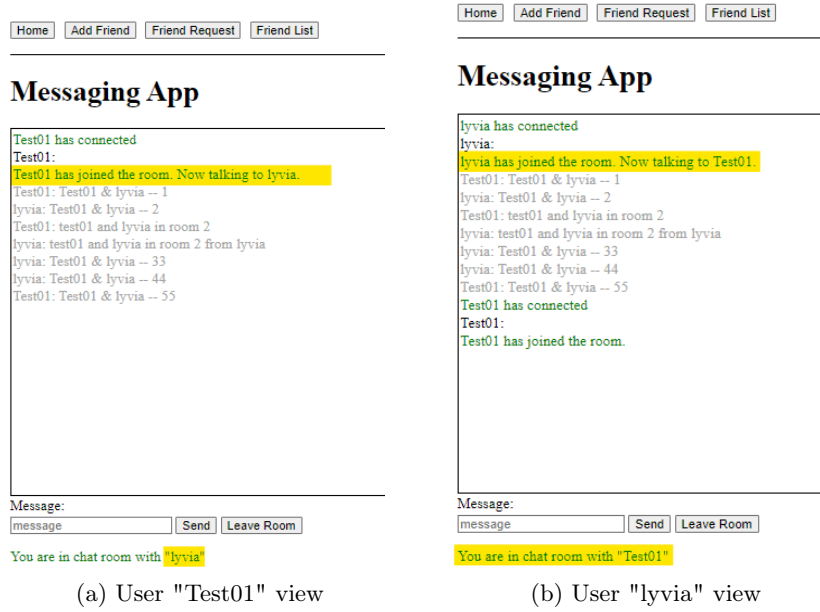 Home Add Friend Friend Request Friend List
Messaging App
Test01 has connected
Test01:
Test01 has joined the room. Now talking to lyvia.
Test01: Test01 & lyvia -- 1
lyvia: Test01 & lyvia -- 2
Test01: test01 and lyvia in room 2
lyvia: test01 and lyvia in room 2 from lyvia
lyvia: Test01 & lyvia -- 33
lyvia: Test01 & lyvia -- 44
Test01: Test01 & lyvia -- 55
Message:
message Send Leave Room
You are in chat room with "lyvia"
(a) User "Test01" view
Home Add Friend Friend Request Friend List
Messaging App
lyvia has connected
lyvia:
lyvia has joined the room. Now talking to Test01.
Test01: Test01 & lyvia -- 1
lyvia: Test01 & lyvia -- 2
Test01: test01 and lyvia in room 2
lyvia: test01 and lyvia in room 2 from lyvia
lyvia: Test01 & lyvia -- 33
lyvia: Test01 & lyvia -- 44
Test01: Test01 & lyvia -- 55
Test01 has connected
Test01:
Test01 has joined the room.
Message:
message Send Leave Room
You are in chat room with "Test01"
(b) User "lyvia" view